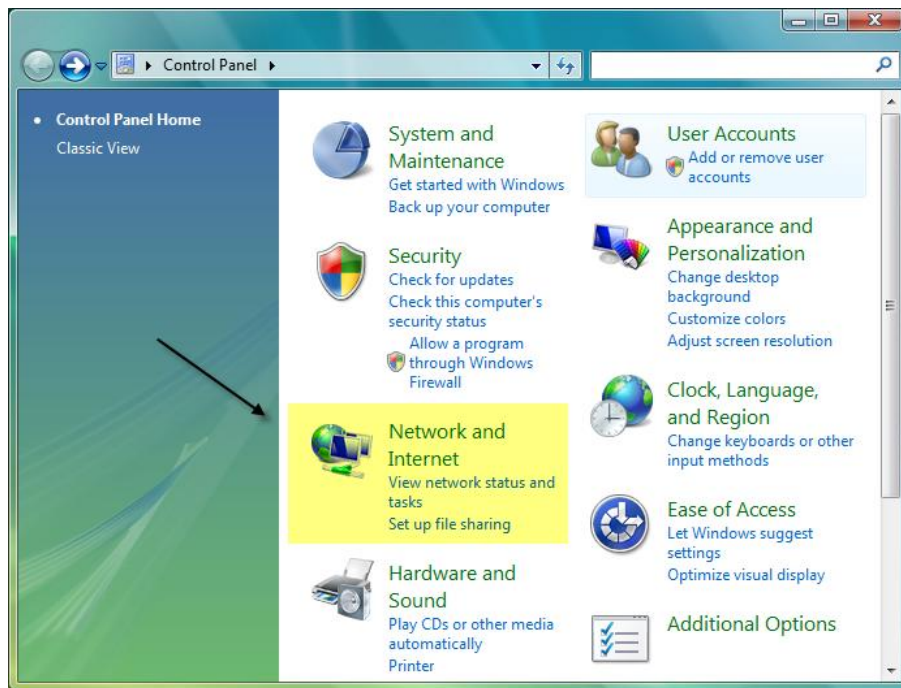 Control Panel
Control Panel Home
Classic View
System and
Maintenance
Get started with Windows
Back up your computer
Security
Check for updates
Check this computer's
security status
Allow a program
through Windows
Firewall
Network and
Internet
View network status and
tasks
Set up file sharing
Hardware and
Sound
Play CDs or other media
automatically
Printer
User Accounts
Add or remove user
accounts
Appearance and
Personalization
Change desktop
background
Customize colors
Adjust screen resolution
Clock, Language,
and Region
Change keyboards or other
input methods
Ease of Access
Let Windows suggest
settings
Optimize visual display
Additional Options